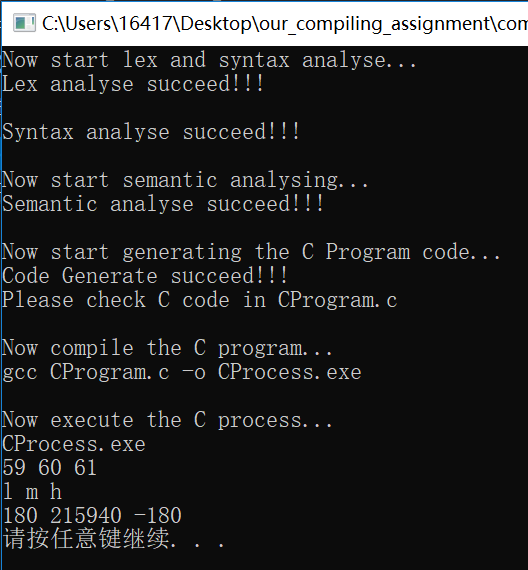 C:\Users\16417\Desktop\our_compiling_assignment\com
Now start lex and syntax analyse...
Lex analyse succeed!!!
Syntax analyse succeed!!!
Now start semantic analysing...
Semantic analyse succeed!!!
Now start generating the C Program code...
Code Generate succeed!!!
Please check C code in CProgram.c
Now compile the C program...
gcc CProgram.c -o CProcess.exe
Now execute the C process...
CProcess.exe
59 60 61
l m h
180 215940 -180
请按任意键继续. . .